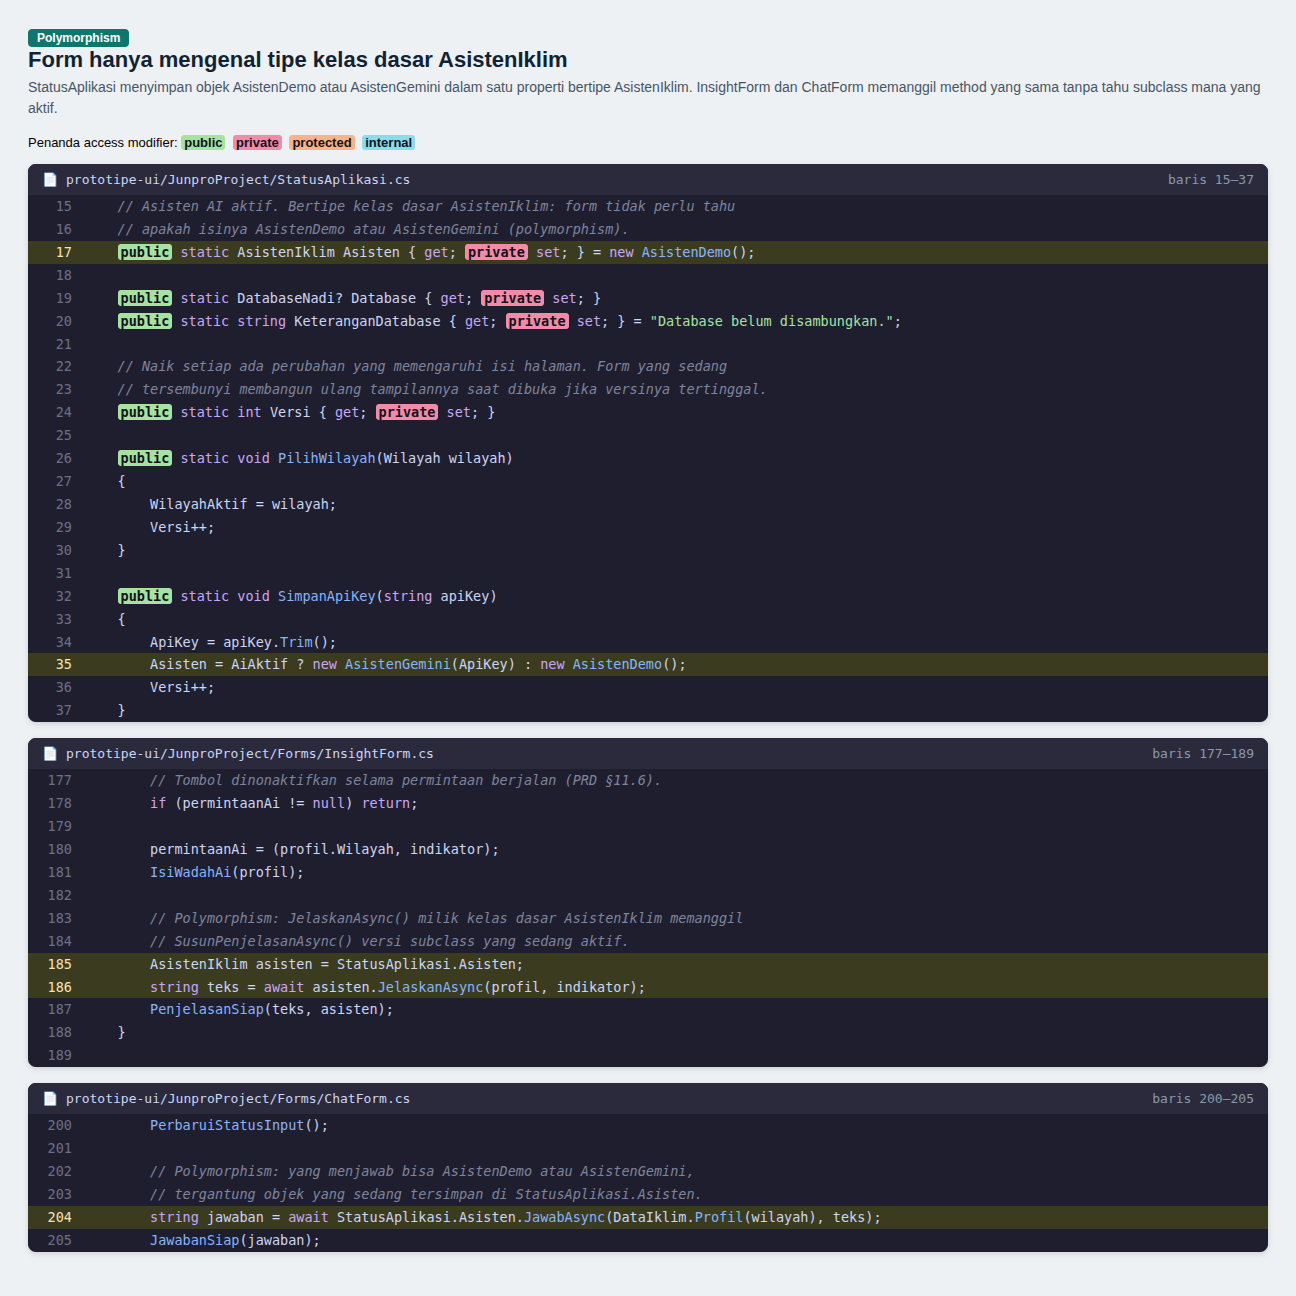 Polymorphism
Form hanya mengenal tipe kelas dasar AsistenIklim
StatusAplikasi menyimpan objek AsistenDemo atau AsistenGemini dalam satu properti bertipe AsistenIklim. InsightForm dan ChatForm memanggil method yang sama tanpa tahu subclass mana yang
aktif.
Penanda access modifier: public private protected internal
prototipe-ui/JunproProject/StatusAplikasi.cs baris 15–37
15 // Asisten AI aktif. Bertipe kelas dasar AsistenIklim: form tidak perlu tahu
16 // apakah isinya AsistenDemo atau AsistenGemini (polymorphism).
17 public static AsistenIklim Asisten { get; private set; } = new AsistenDemo();
18
19 public static DatabaseNadi? Database { get; private set; }
20 public static string KeteranganDatabase { get; private set; } = "Database belum disambungkan.";
21
22 // Naik setiap ada perubahan yang memengaruhi isi halaman. Form yang sedang
23 // tersembunyi membangun ulang tampilannya saat dibuka jika versinya tertinggal.
24 public static int Versi { get; private set; }
25
26 public static void PilihWilayah(Wilayah wilayah)
27 {
28 WilayahAktif = wilayah;
29 Versi++;
30 }
31
32 public static void SimpanApiKey(string apiKey)
33 {
34 ApiKey = apiKey.Trim();
35 Asisten = AiAktif ? new AsistenGemini(ApiKey) : new AsistenDemo();
36 Versi++;
37 }
prototipe-ui/JunproProject/Forms/InsightForm.cs baris 177–189
177 // Tombol dinonaktifkan selama permintaan berjalan (PRD §11.6).
178 if (permintaanAi != null) return;
179
180 permintaanAi = (profil.Wilayah, indikator);
181 IsiWadahAi(profil);
182
183 // Polymorphism: JelaskanAsync() milik kelas dasar AsistenIklim memanggil
184 // SusunPenjelasanAsync() versi subclass yang sedang aktif.
185 AsistenIklim asisten = StatusAplikasi.Asisten;
186 string teks = await asisten.JelaskanAsync(profil, indikator);
187 PenjelasanSiap(teks, asisten);
188 }
189
prototipe-ui/JunproProject/Forms/ChatForm.cs baris 200–205
200 PerbaruiStatusInput();
201
202 // Polymorphism: yang menjawab bisa AsistenDemo atau AsistenGemini,
203 // tergantung objek yang sedang tersimpan di StatusAplikasi.Asisten.
204 string jawaban = await StatusAplikasi.Asisten.JawabAsync(DataIklim.Profil(wilayah), teks);
205 JawabanSiap(jawaban);